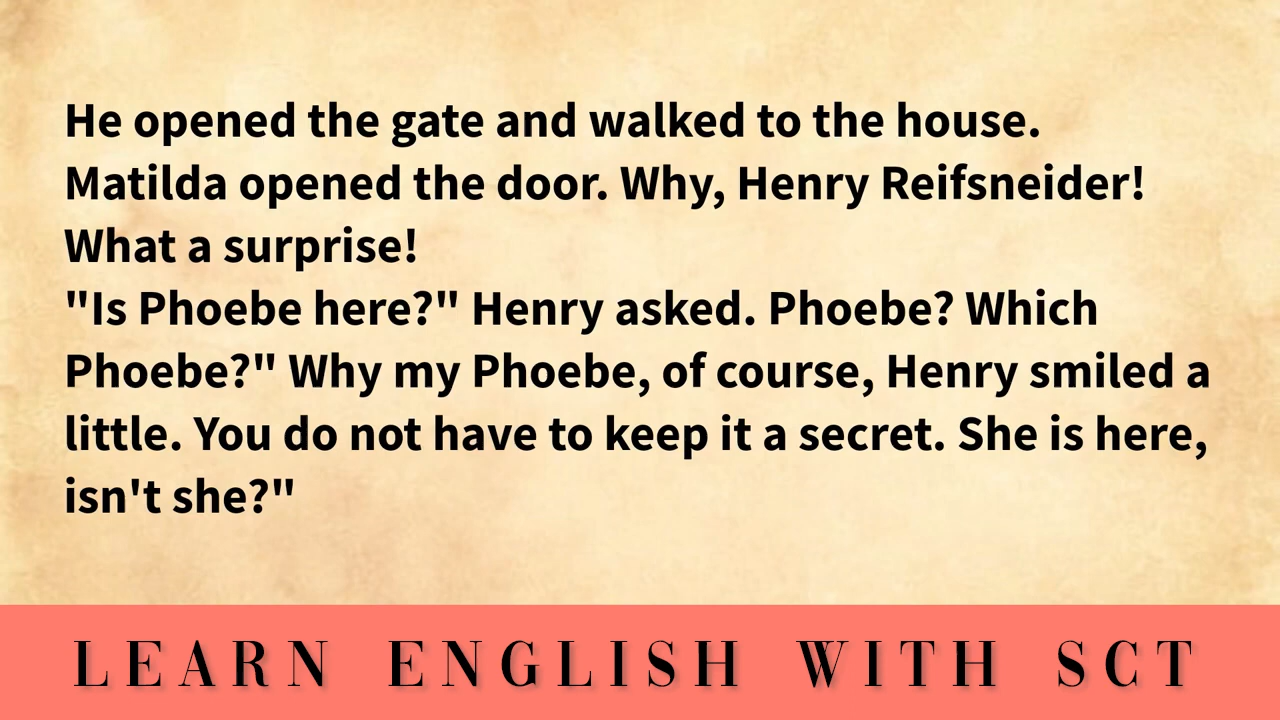 He opened the gate and walked to the house.
Matilda opened the door. Why, Henry Reifsneider!
What a surprise!
"Is Phoebe here?" Henry asked. Phoebe? Which
Phoebe?" Why my Phoebe, of course, Henry smiled a
little. You do not have to keep it a secret. She is here,
isn't she?"
LEARN ENGLISH WITH SCT